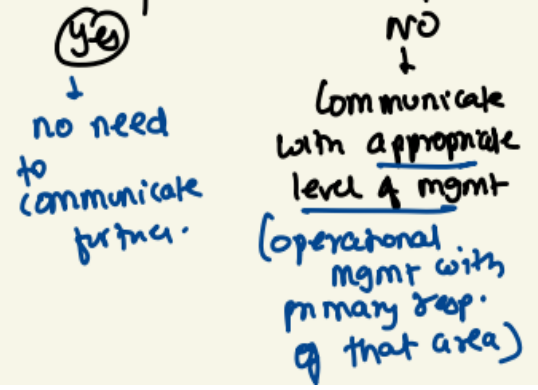 yes
no need
to
communicate
further.
NO
Communicate
with appropriate
level of mgmt
(operational
mgmt with
primary resp.
of that area)